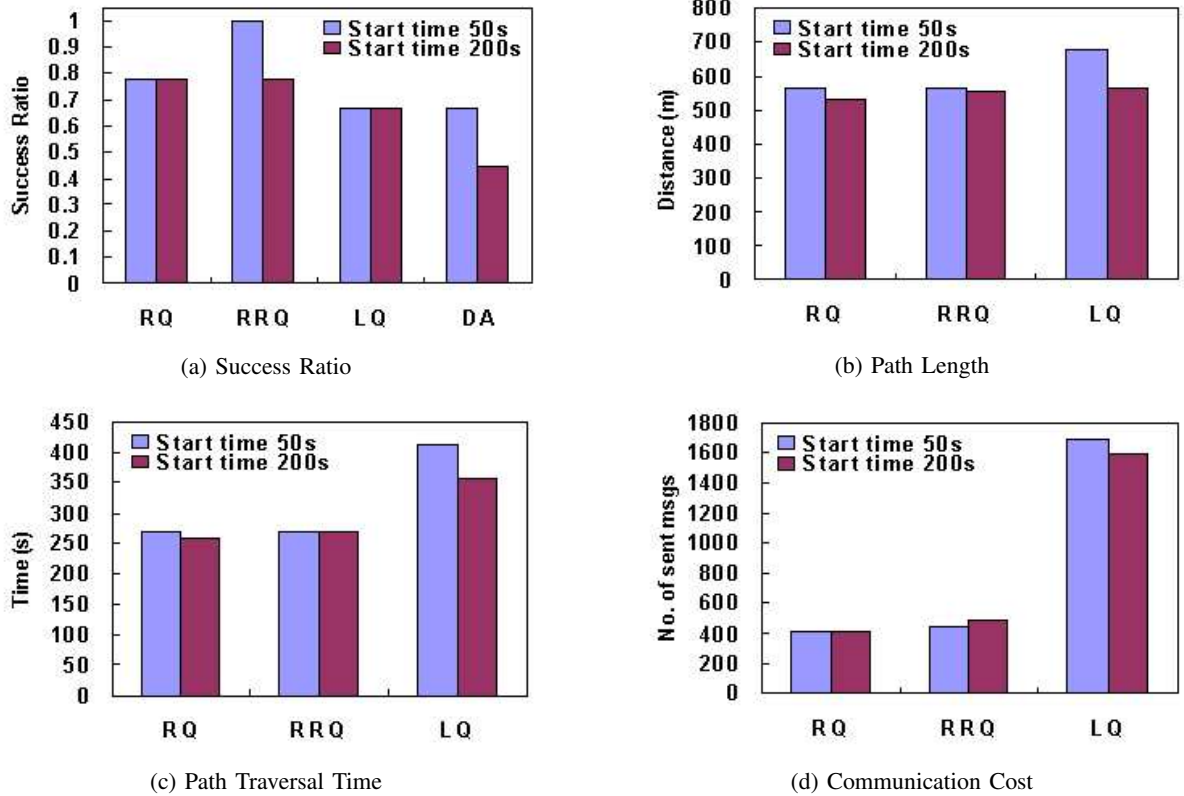 Success Ratio
1
0.9
0.8
0.7
0.6
0.5
0.4
0.3
0.2
0.1
0
Start time 50s
Start time 200s
RQ RRQ LQ DA
(a) Success Ratio
Distance (m)
800
700
600
500
400
300
200
100
0
Start time 50s
Start time 200s
RQ RRQ LQ
(b) Path Length
Time (s)
450
400
350
300
250
200
150
100
50
0
Start time 50s
Start time 200s
RQ RRQ LQ
(c) Path Traversal Time
No. of sent msgs
1800
1600
1400
1200
1000
800
600
400
200
0
Start time 50s
Start time 200s
RQ RRQ LQ
(d) Communication Cost